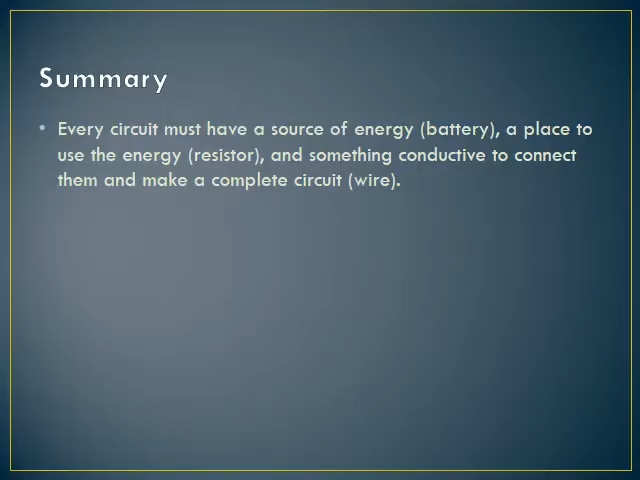 Summary
• Every circuit must have a source of energy (battery), a place to
use the energy (resistor), and something conductive to connect
them and make a complete circuit (wire).